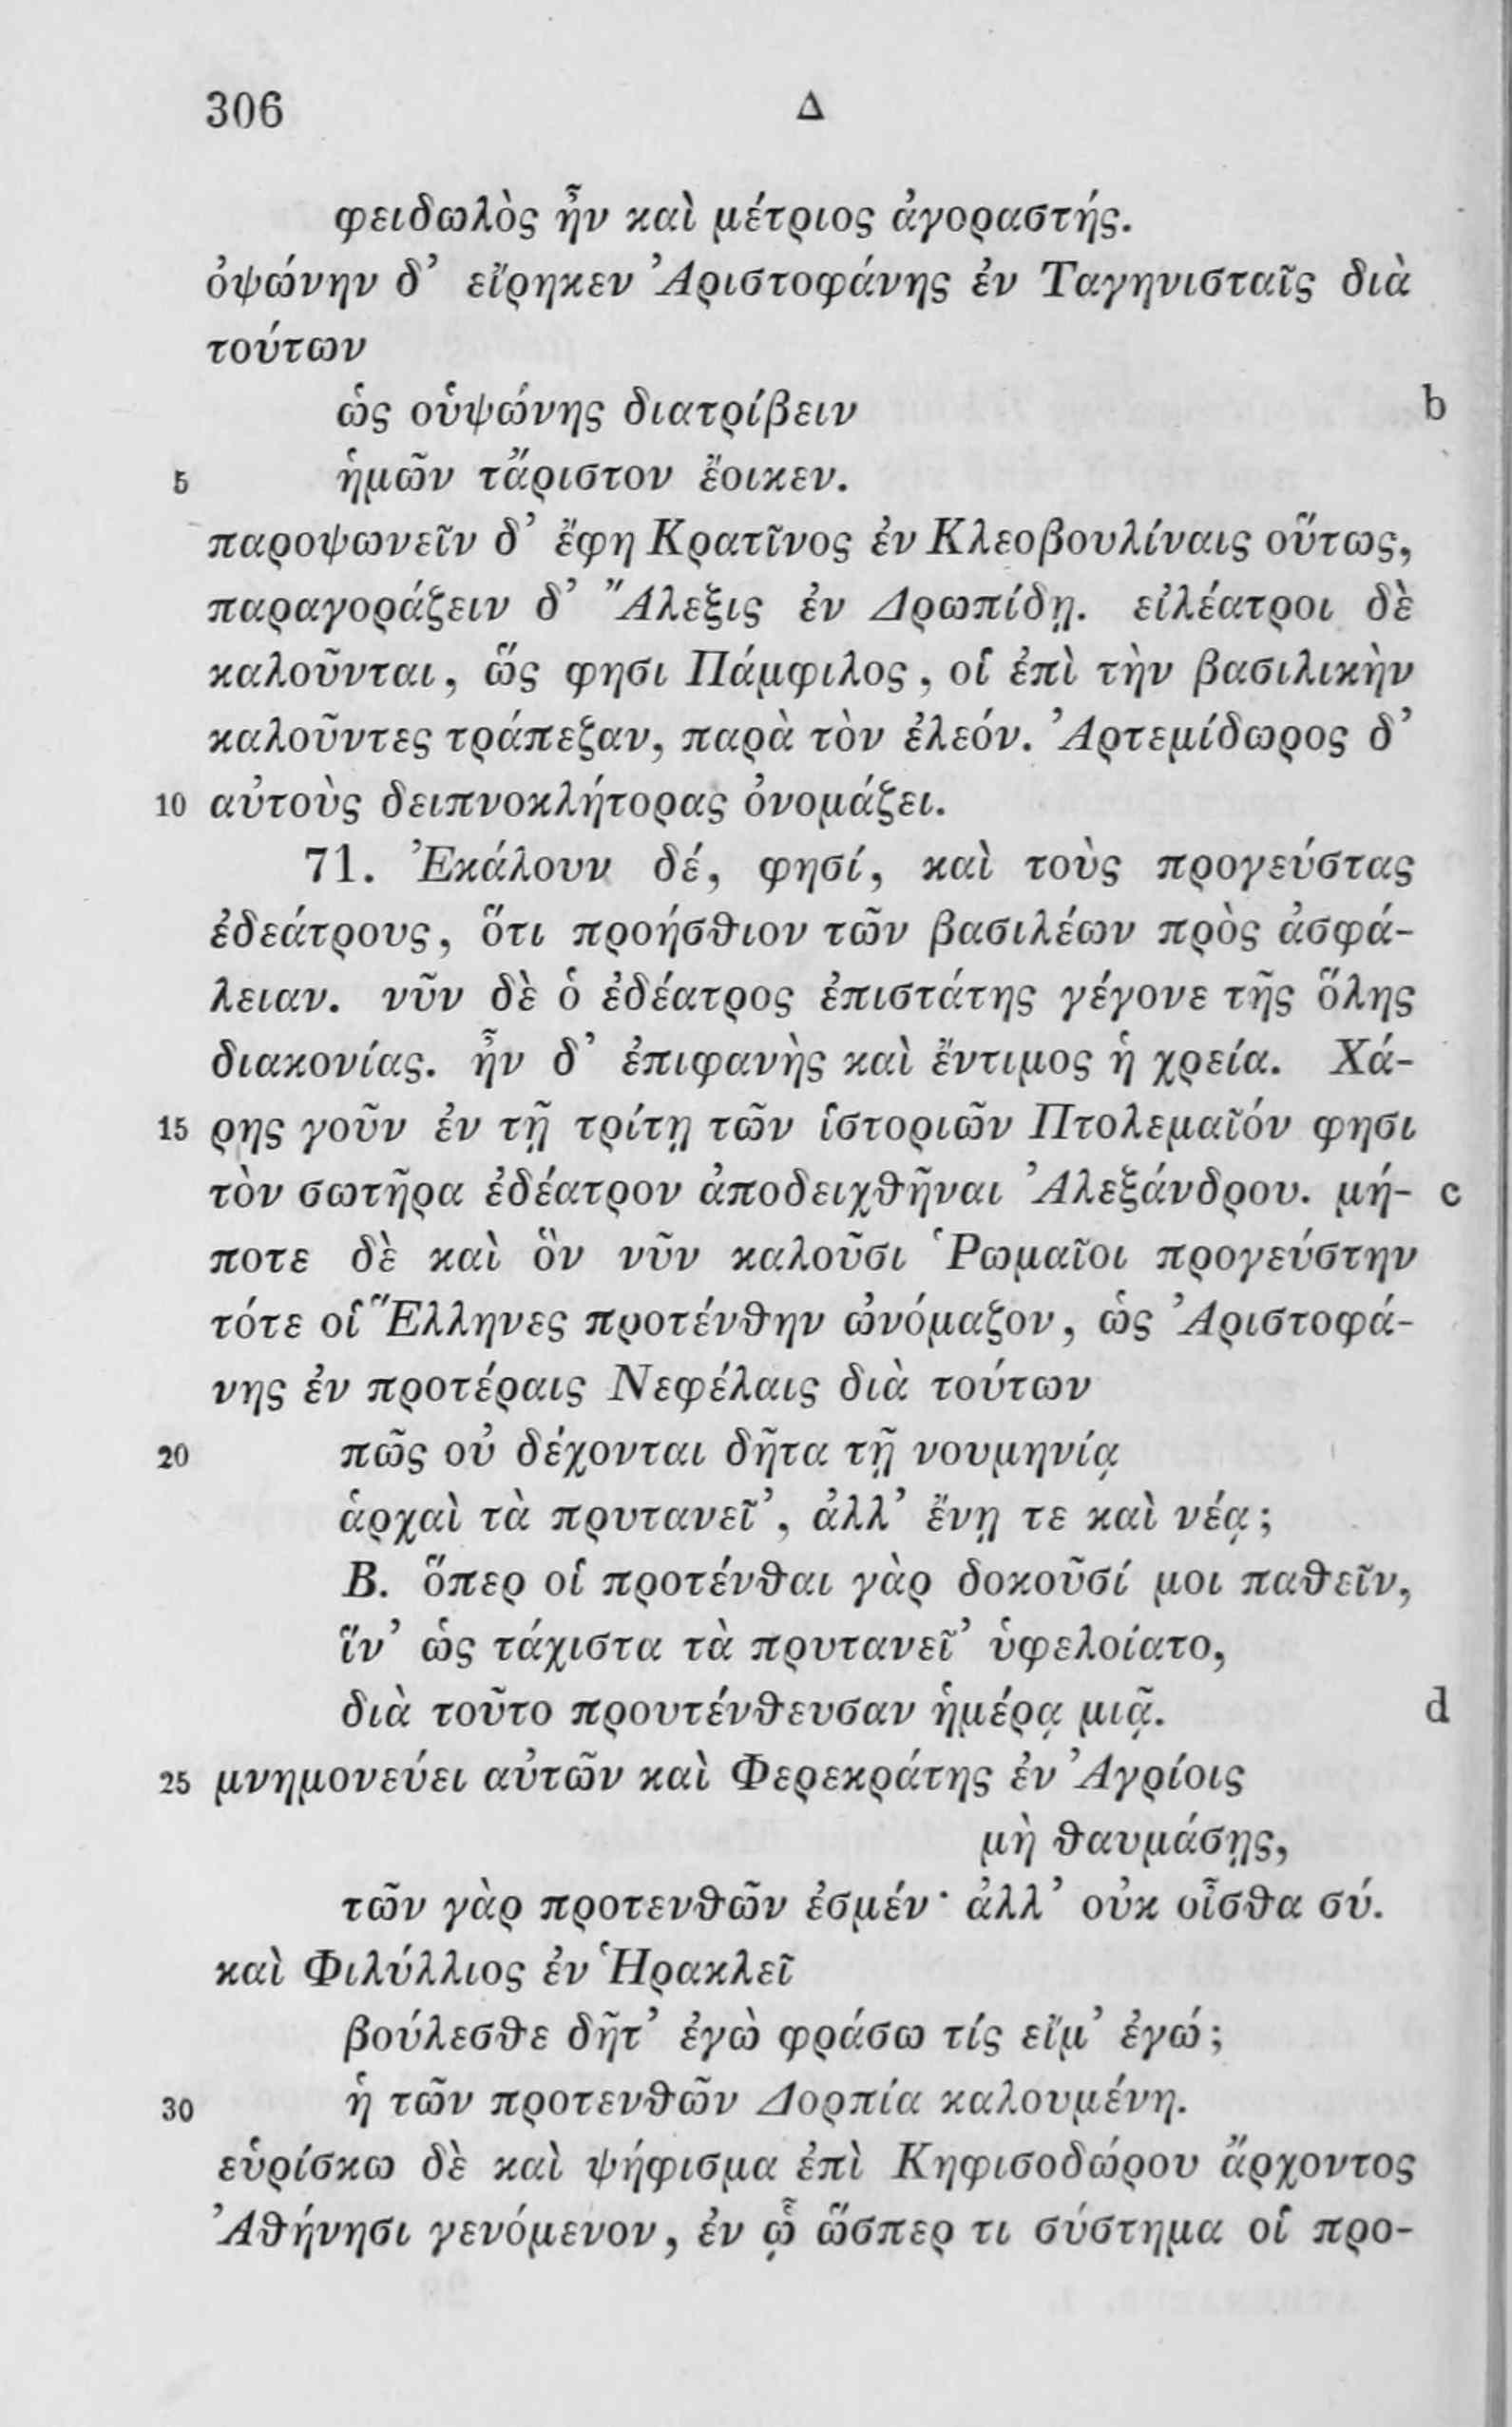 306 Δ
φειδωλὸς ἦν καὶ μέτριος ἀγοραστής.
ὀψώνην δ’ εἴρηκεν Ἀριστοφάνης ἐν Ταγηνισταῖς διὰ
τούτων
ὡς οὑψώνης διατρίβειν b
5 ἡμῶν τἄριστον ἔοικεν.
παροψωνεῖν δ’ ἔφη Κρατῖνος ἐν Κλεοβουλίναις οὕτως,
παραγοράζειν δ’ Ἄλεξις ἐν Δρωπίδῃ. εἰλέατροι δὲ
καλοῦνται, ὥς φησι Πάμφιλος, οἱ ἐπὶ τὴν βασιλικὴν
καλοῦντες τράπεζαν, παρὰ τὸν ἐλεόν. Ἀρτεμίδωρος δ’
10 αὐτοὺς δειπνοκλήτορας ὀνομάζει.
71. Ἐκάλουν δέ, φησί, καὶ τοὺς προγεύστας
ἐδεάτρους, ὅτι προήσθιον τῶν βασιλέων πρὸς ἀσφά-
λειαν. νῦν δὲ ὁ ἐδέατρος ἐπιστάτης γέγονε τῆς ὅλης
διακονίας. ἦν δ’ ἐπιφανὴς καὶ ἔντιμος ἡ χρεία. Χά-
15 ρης γοῦν ἐν τῇ τρίτῃ τῶν ἱστοριῶν Πτολεμαῖόν φησι
τὸν σωτῆρα ἐδέατρον ἀποδειχθῆναι Ἀλεξάνδρου. μή- c
ποτε δὲ καὶ ὃν νῦν καλοῦσι Ῥωμαῖοι προγεύστην
τότε οἱ Ἕλληνες προτένθην ὠνόμαζον, ὡς Ἀριστοφά-
νης ἐν προτέραις Νεφέλαις διὰ τούτων
20 πῶς οὐ δέχονται δῆτα τῇ νουμηνίᾳ
ἁρχαὶ τὰ πρυτανεῖ’, ἀλλ’ ἔνῃ τε καὶ νέᾳ;
Β. ὅπερ οἱ προτένθαι γὰρ δοκοῦσί μοι παθεῖν,
ἵν’ ὡς τάχιστα τὰ πρυτανεῖ’ ὑφελοίατο,
διὰ τοῦτο προυτένθευσαν ἡμέρᾳ μιᾷ. d
25 μνημονεύει αὐτῶν καὶ Φερεκράτης ἐν Ἀγρίοις
μὴ θαυμάσῃς,
τῶν γὰρ προτενθῶν ἐσμέν· ἀλλ’ οὐκ οἶσθα σύ.
καὶ Φιλύλλιος ἐν Ἡρακλεῖ
βούλεσθε δῆτ’ ἐγὼ φράσω τίς εἴμ’ ἐγώ;
30 ἡ τῶν προτενθῶν Δορπία καλουμένη.
εὑρίσκω δὲ καὶ ψήφισμα ἐπὶ Κηφισοδώρου ἄρχοντος
Ἀθήνησι γενόμενον, ἐν ᾧ ὥσπερ τι σύστημα οἱ προ-